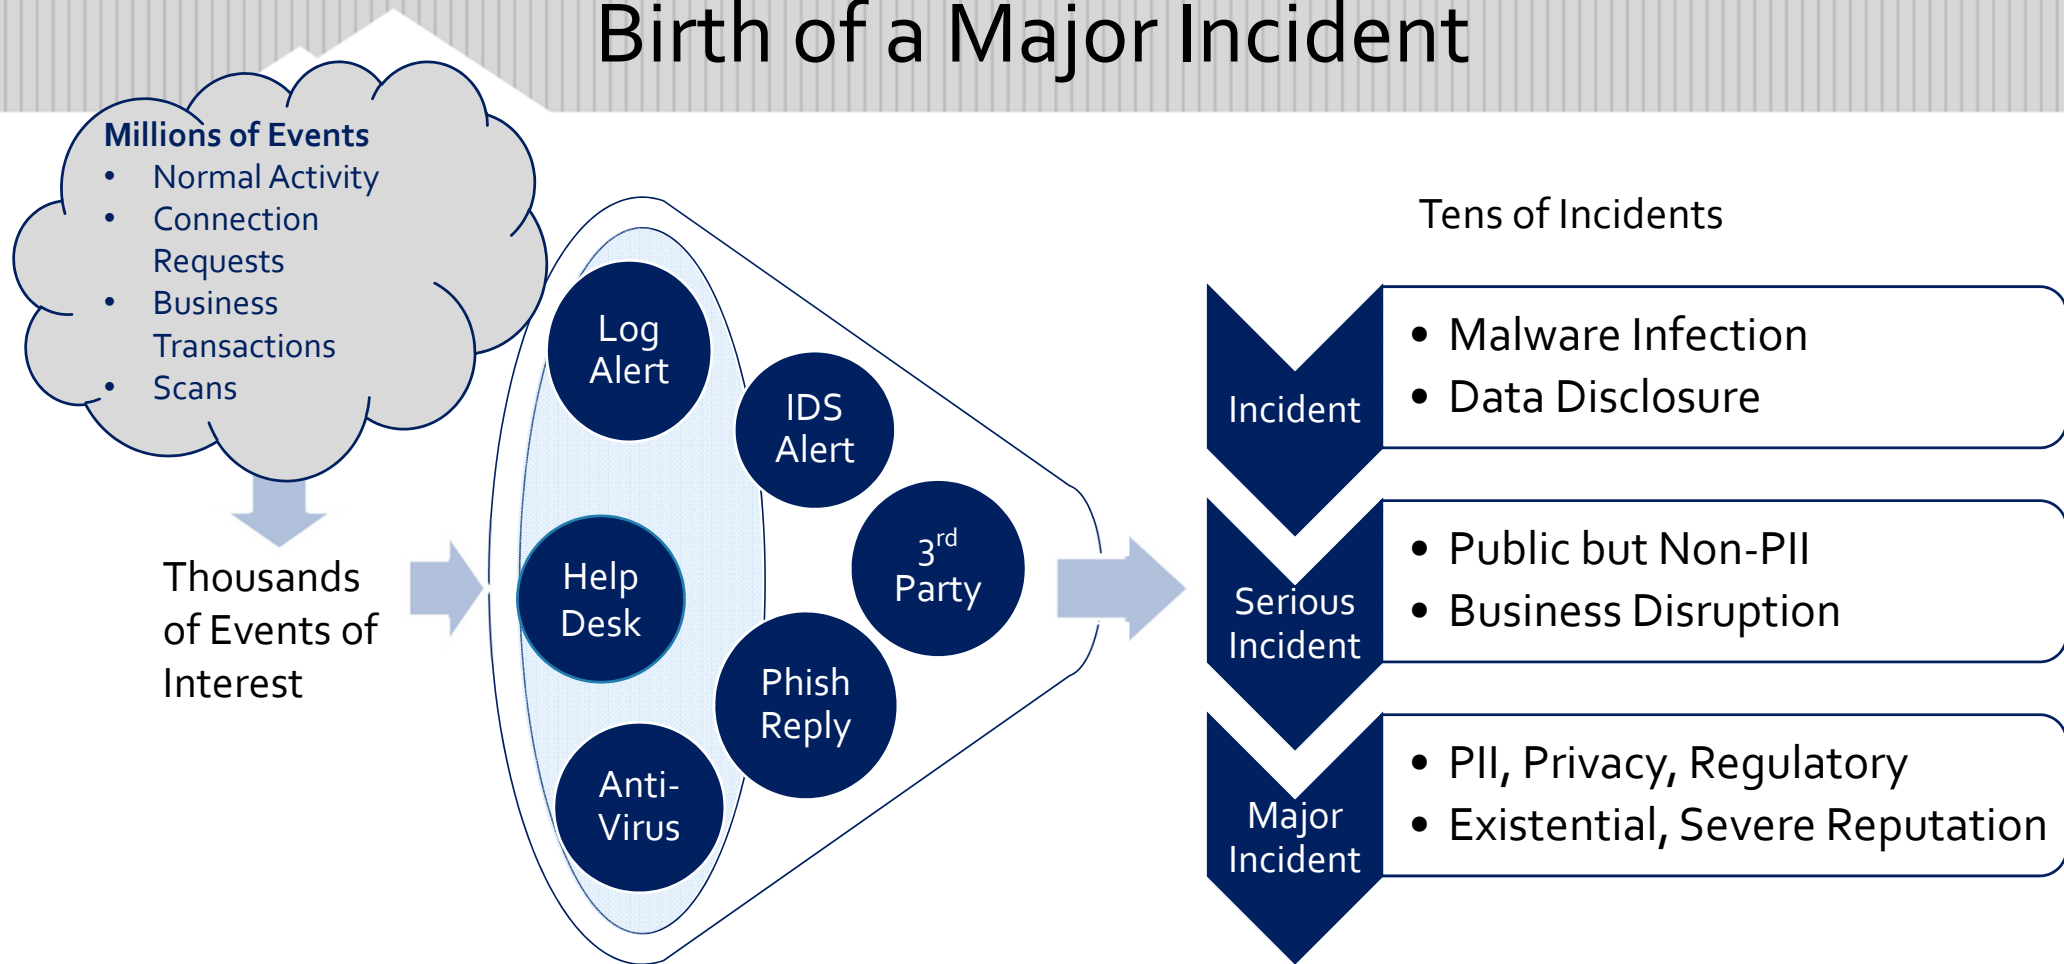 Birth of a Major Incident
Millions of Events
• Normal Activity
• Connection
Requests
• Business
Transactions
• Scans
Thousands
of Events of
Interest
Log
Alert
IDS
Alert
3rd
Party
Help
Desk
Phish
Reply
Anti-
Virus
Tens of Incidents
Incident
• Malware Infection
• Data Disclosure
Serious
Incident
• Public but Non-PII
• Business Disruption
Major
Incident
• PII, Privacy, Regulatory
• Existential, Severe Reputation